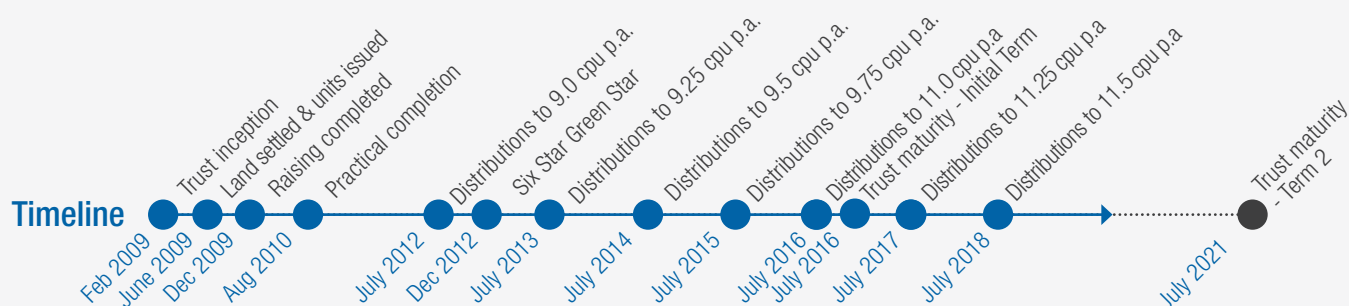 Timeline
Trust inception
Land settled & units issued
Raising completed
Practical completion
Distributions to 9.0 cpu p.a.
Six Star Green Star
Distributions to 9.25 cpu p.a.
Distributions to 9.5 cpu p.a.
Distributions to 9.75 cpu p.a.
Distributions to 11.0 cpu p.a
Trust maturity - Initial Term
Distributions to 11.25 cpu p.a
Distributions to 11.5 cpu p.a
Trust maturity
- Term 2
Feb 2009
June 2009
Dec 2009
Aug 2010
July 2012
Dec 2012
July 2013
July 2014
July 2015
July 2016
July 2016
July 2017
July 2018
July 2021